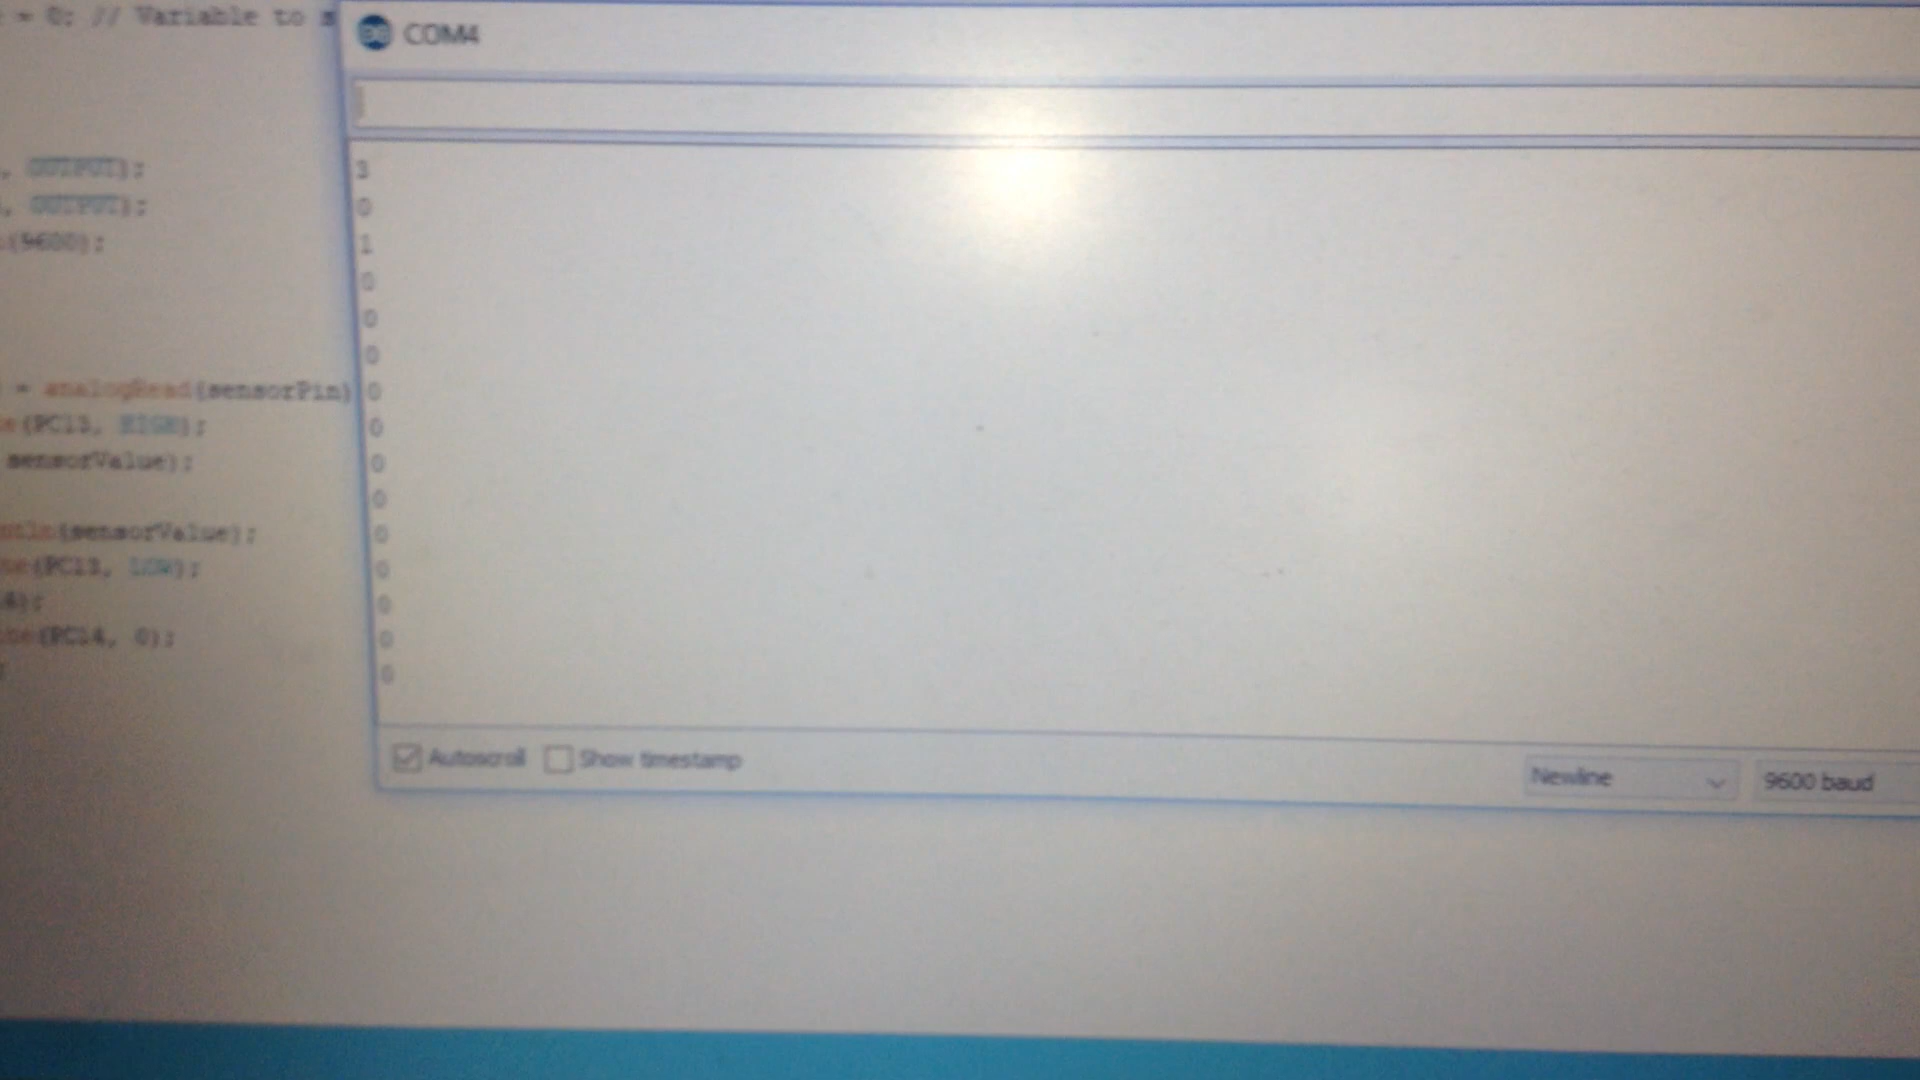 = 0; // Variable to
COM4
, OUTPUT);
, OUTPUT);
(9600);
= analogRead(sensorPin)
(PC13, HIGH);
sensorValue);
(sensorValue);
(PC13, LOW);
(PC14, 0);
3
0
1
0
0
0
0
0
0
0
0
0
0
0
0
Autoscroll Show timestamp
Newline 9600 baud